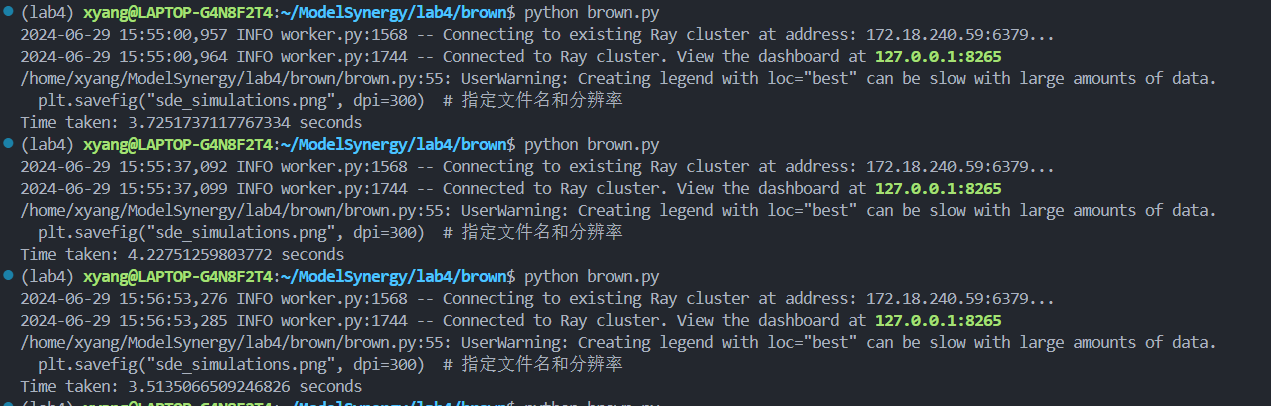 (lab4) xyang@LAPTOP-G4N8F2T4:~/ModelSynergy/lab4/brown$ python brown.py
2024-06-29 15:55:00,957 INFO worker.py:1568 -- Connecting to existing Ray cluster at address: 172.18.240.59:6379...
2024-06-29 15:55:00,964 INFO worker.py:1744 -- Connected to Ray cluster. View the dashboard at 127.0.0.1:8265
/home/xyang/ModelSynergy/lab4/brown/brown.py:55: UserWarning: Creating legend with loc="best" can be slow with large amounts of data.
  plt.savefig("sde_simulations.png", dpi=300)  # 指定文件名和分辨率
Time taken: 3.7251737117767334 seconds
(lab4) xyang@LAPTOP-G4N8F2T4:~/ModelSynergy/lab4/brown$ python brown.py
2024-06-29 15:55:37,092 INFO worker.py:1568 -- Connecting to existing Ray cluster at address: 172.18.240.59:6379...
2024-06-29 15:55:37,099 INFO worker.py:1744 -- Connected to Ray cluster. View the dashboard at 127.0.0.1:8265
/home/xyang/ModelSynergy/lab4/brown/brown.py:55: UserWarning: Creating legend with loc="best" can be slow with large amounts of data.
  plt.savefig("sde_simulations.png", dpi=300)  # 指定文件名和分辨率
Time taken: 4.22751259803772 seconds
(lab4) xyang@LAPTOP-G4N8F2T4:~/ModelSynergy/lab4/brown$ python brown.py
2024-06-29 15:56:53,276 INFO worker.py:1568 -- Connecting to existing Ray cluster at address: 172.18.240.59:6379...
2024-06-29 15:56:53,285 INFO worker.py:1744 -- Connected to Ray cluster. View the dashboard at 127.0.0.1:8265
/home/xyang/ModelSynergy/lab4/brown/brown.py:55: UserWarning: Creating legend with loc="best" can be slow with large amounts of data.
  plt.savefig("sde_simulations.png", dpi=300)  # 指定文件名和分辨率
Time taken: 3.5135066509246826 seconds
(lab4) xyang@LAPTOP-G4N8F2T4:~/ModelSynergy/lab4/brown$ python brown.py